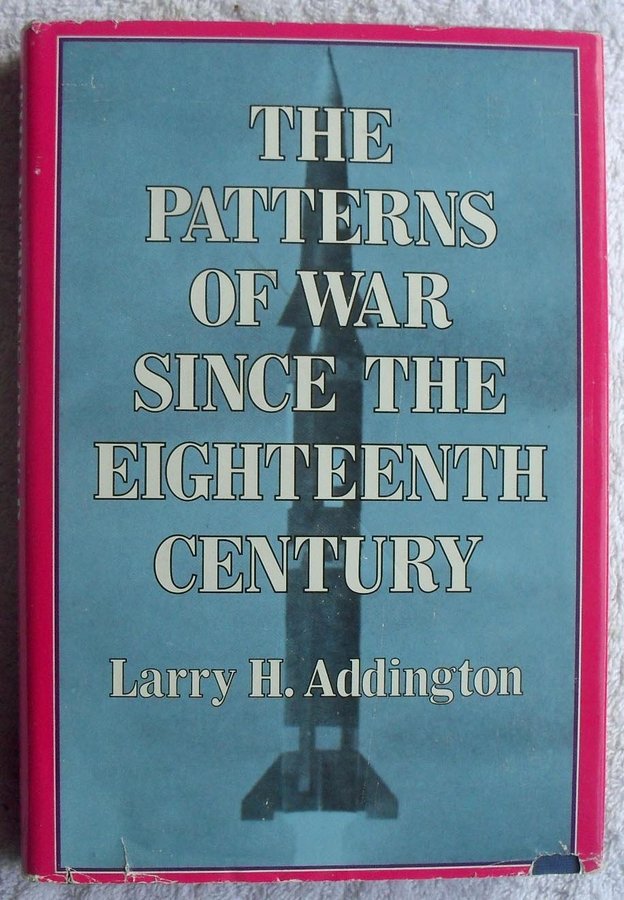 THE
PATTERNS
OF WAR
SINCE THE
EIGHTEENTH
CENTURY
Larry H. Addington